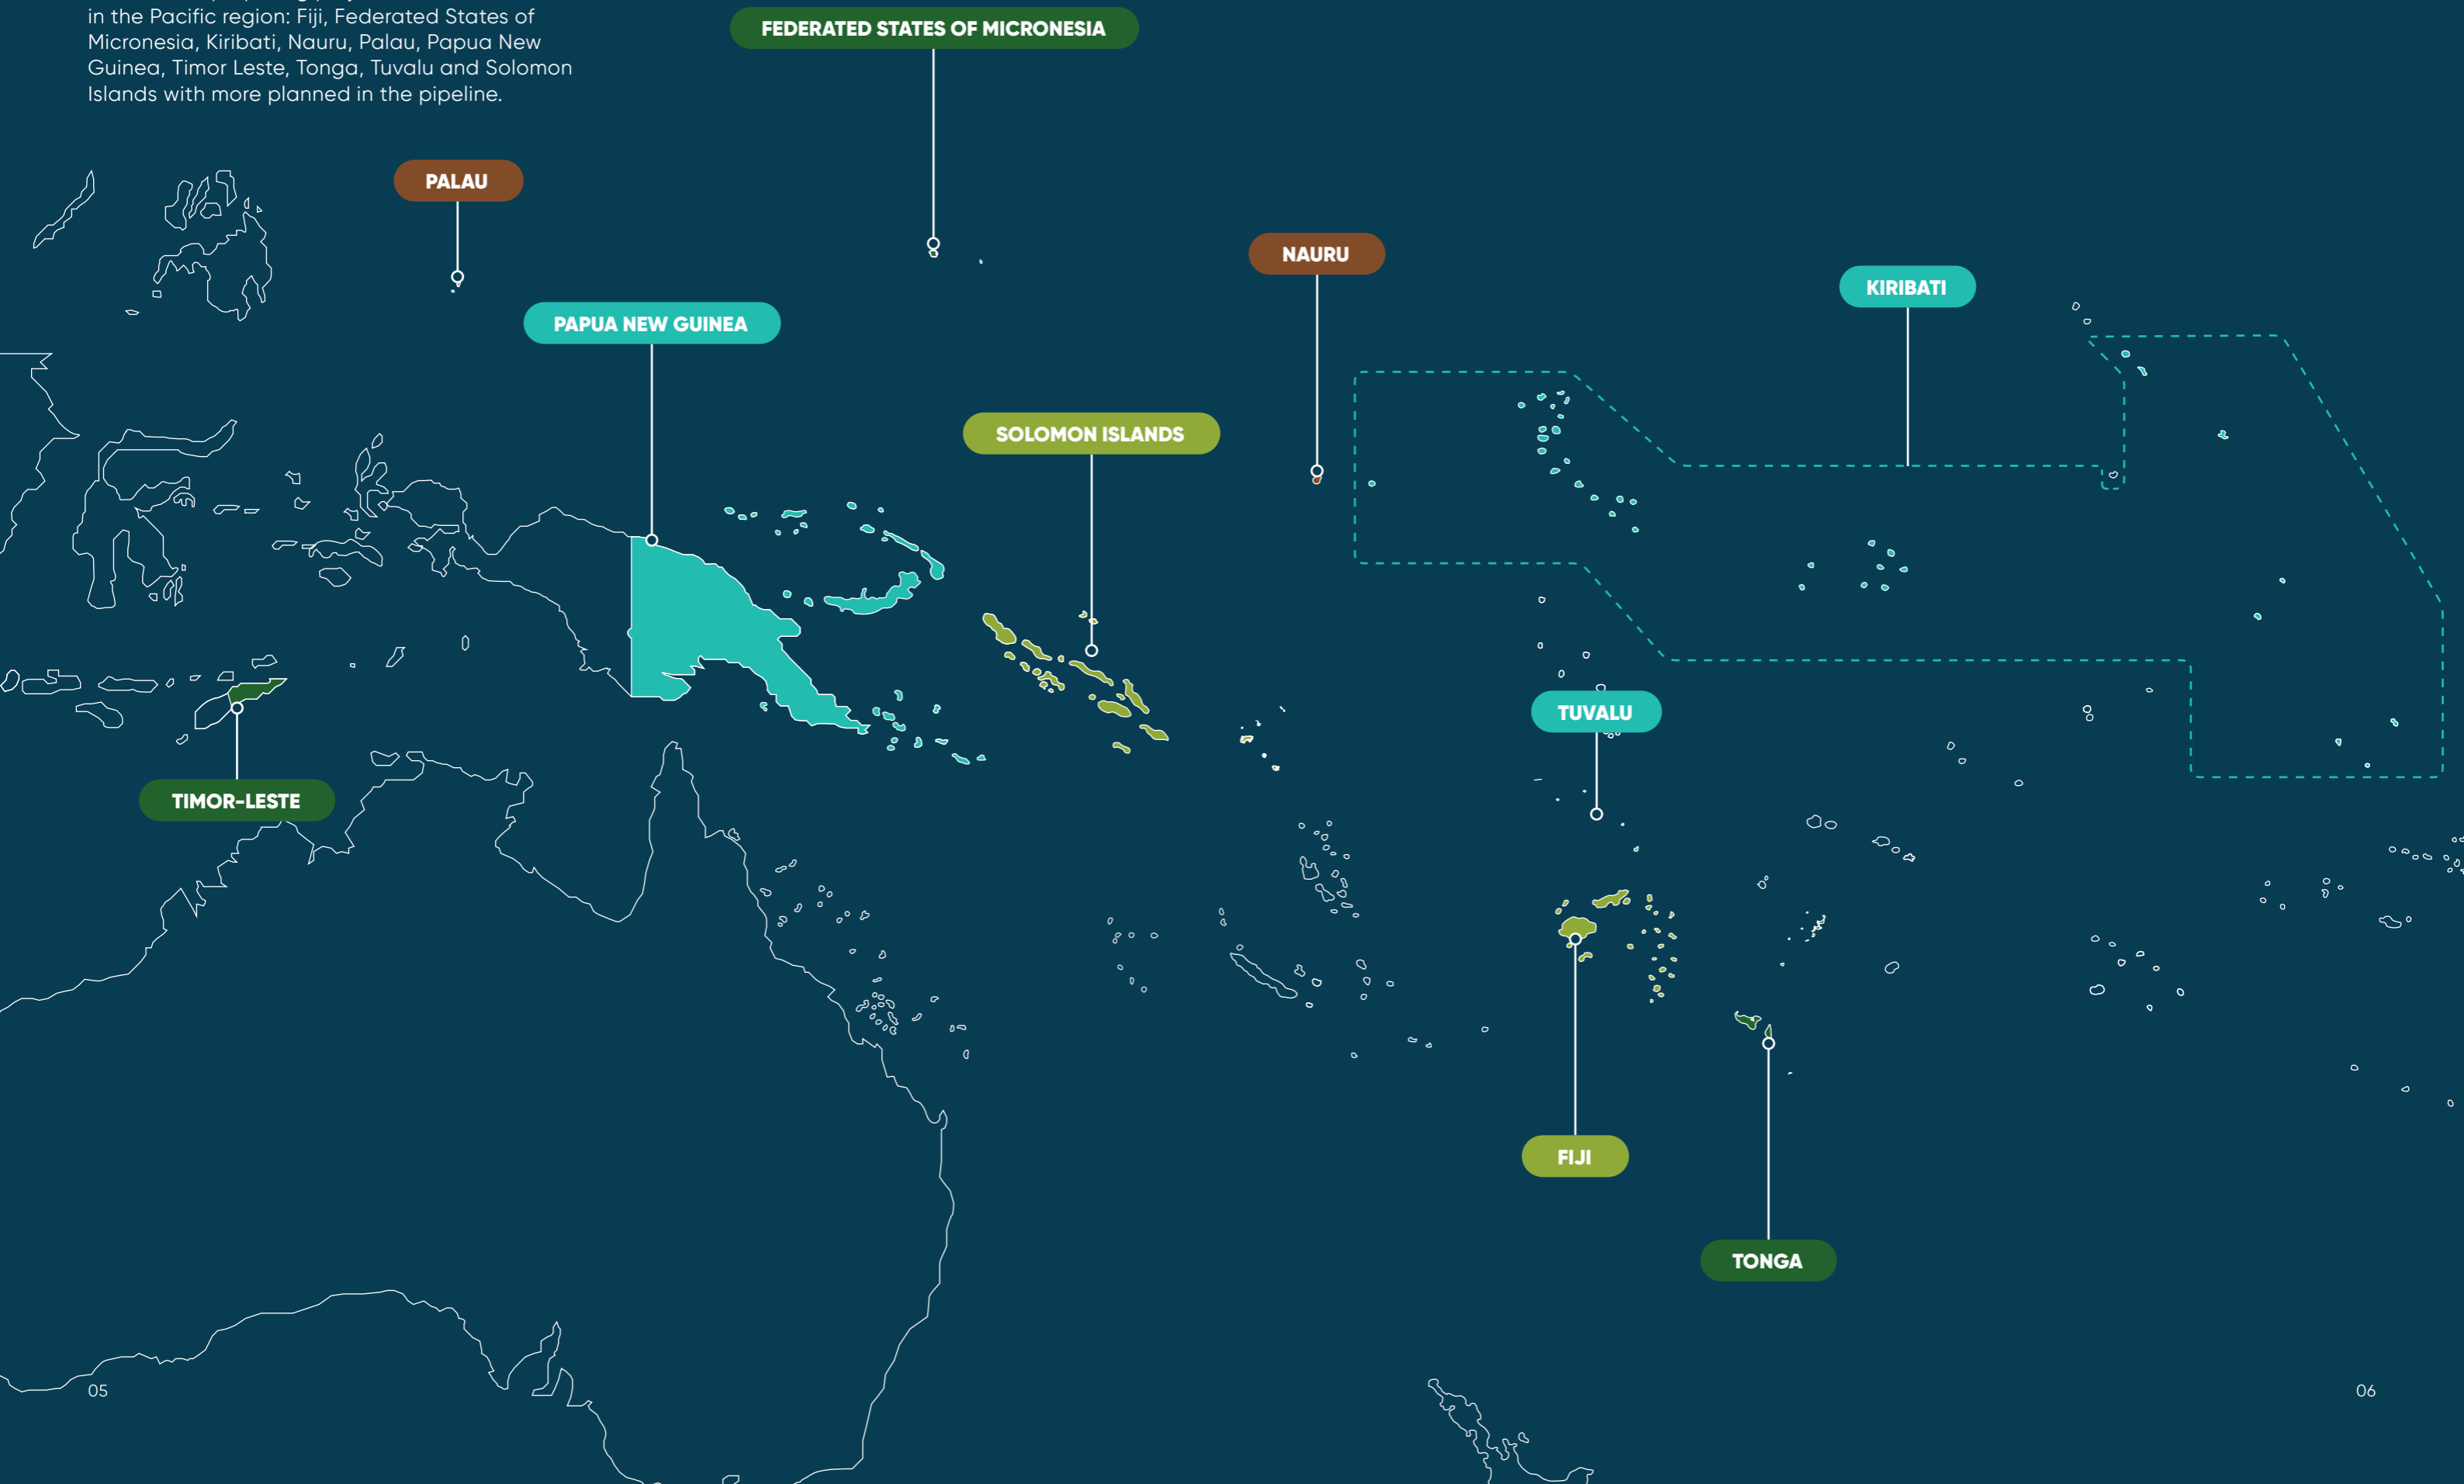 in the Pacific region: Fiji, Federated States of
Micronesia, Kiribati, Nauru, Palau, Papua New
Guinea, Timor Leste, Tonga, Tuvalu and Solomon
Islands with more planned in the pipeline.
FEDERATED STATES OF MICRONESIA
PALAU
NAURU
KIRIBATI
PAPUA NEW GUINEA
SOLOMON ISLANDS
TUVALU
TIMOR-LESTE
FIJI
TONGA
05
06